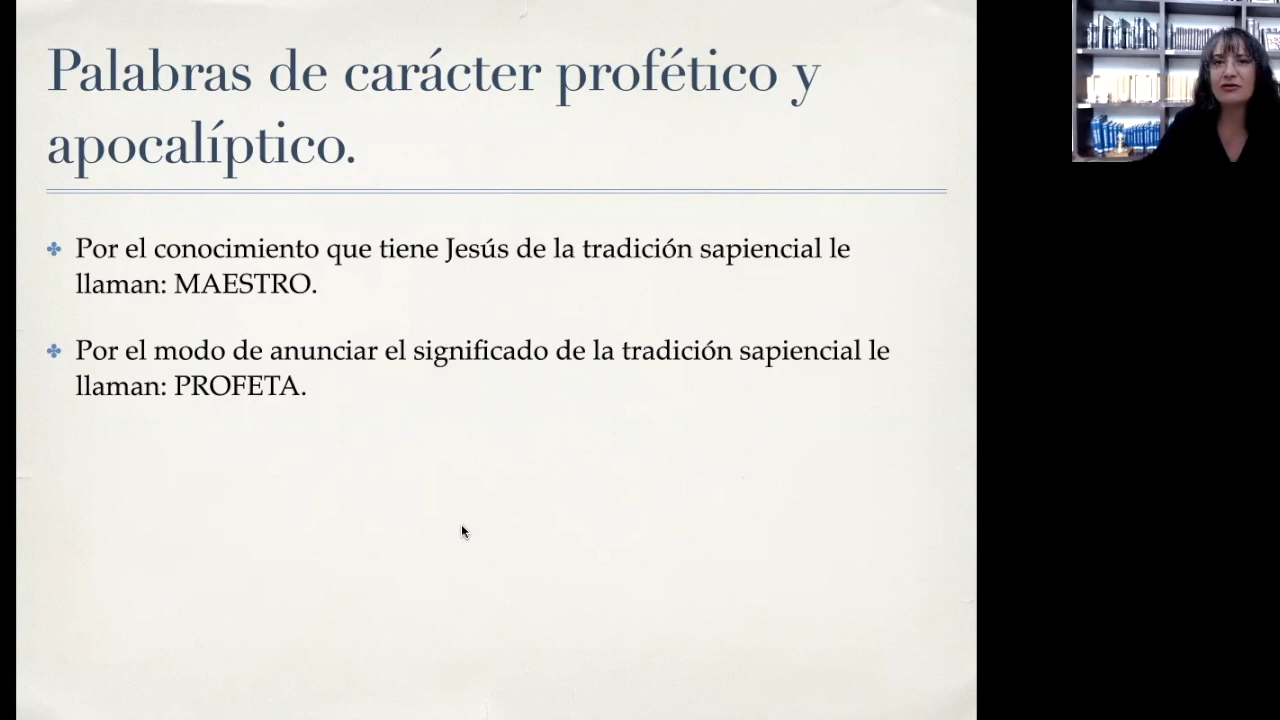 Palabras de carácter profético y
apocalíptico.
Por el conocimiento que tiene Jesús de la tradición sapiencial le
llaman: MAESTRO.
Por el modo de anunciar el significado de la tradición sapiencial le
llaman: PROFETA.